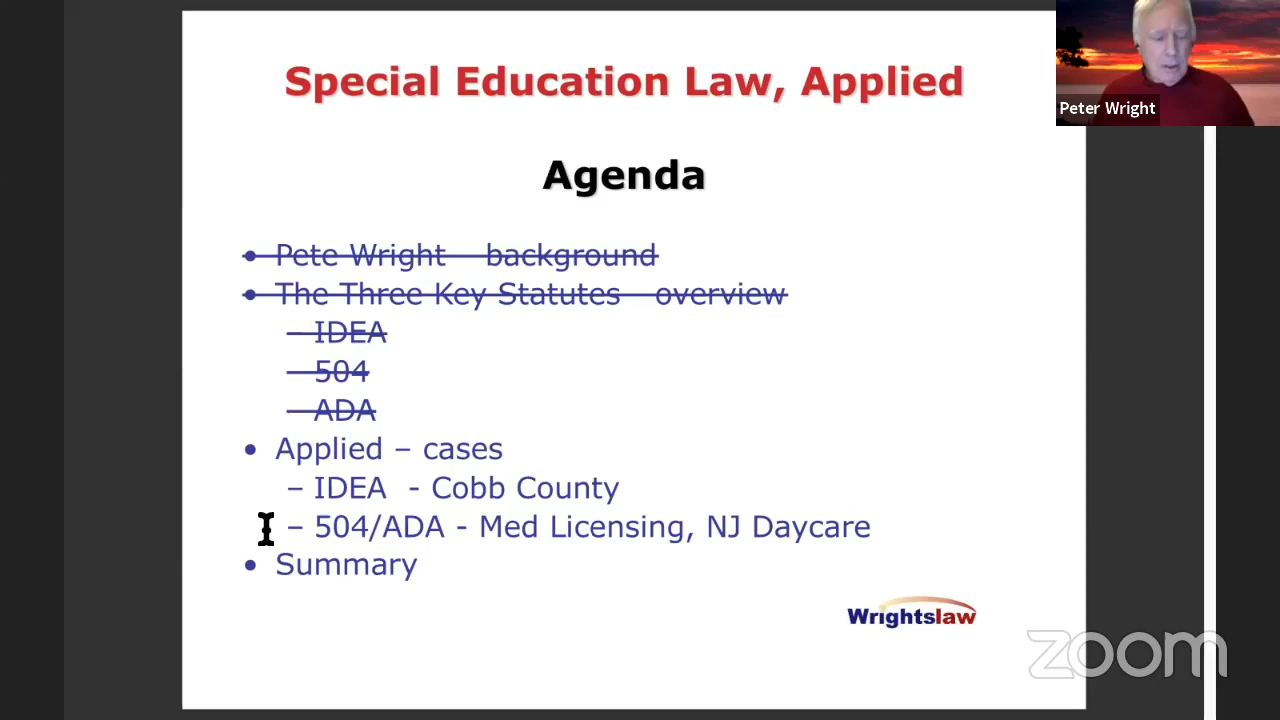 Special Education Law, Applied
Peter Wright
Agenda
• Pete Wright – background
• The Three Key Statutes – overview
– IDEA
– 504
– ADA
• Applied – cases
– IDEA - Cobb County
– 504/ADA - Med Licensing, NJ Daycare
• Summary
Wrightslaw
zoom